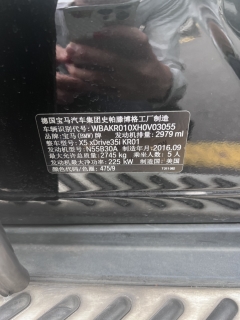 德国宝马汽车集团史帕滕博格工厂制造
车辆识别代号: WBAKR010XH0V03055
品牌: 宝马(BMW)牌 发动机排量: 2979 ml
整车型号: X5 xDrive35i KR01
发动机型号: N55B30A 制造年月: 2016.09
最大允许总质量: 2745 kg 乘坐人数: 5 人
发动机最大净功率: 225 kW 制造国: 美国
颜色代码: 475/9